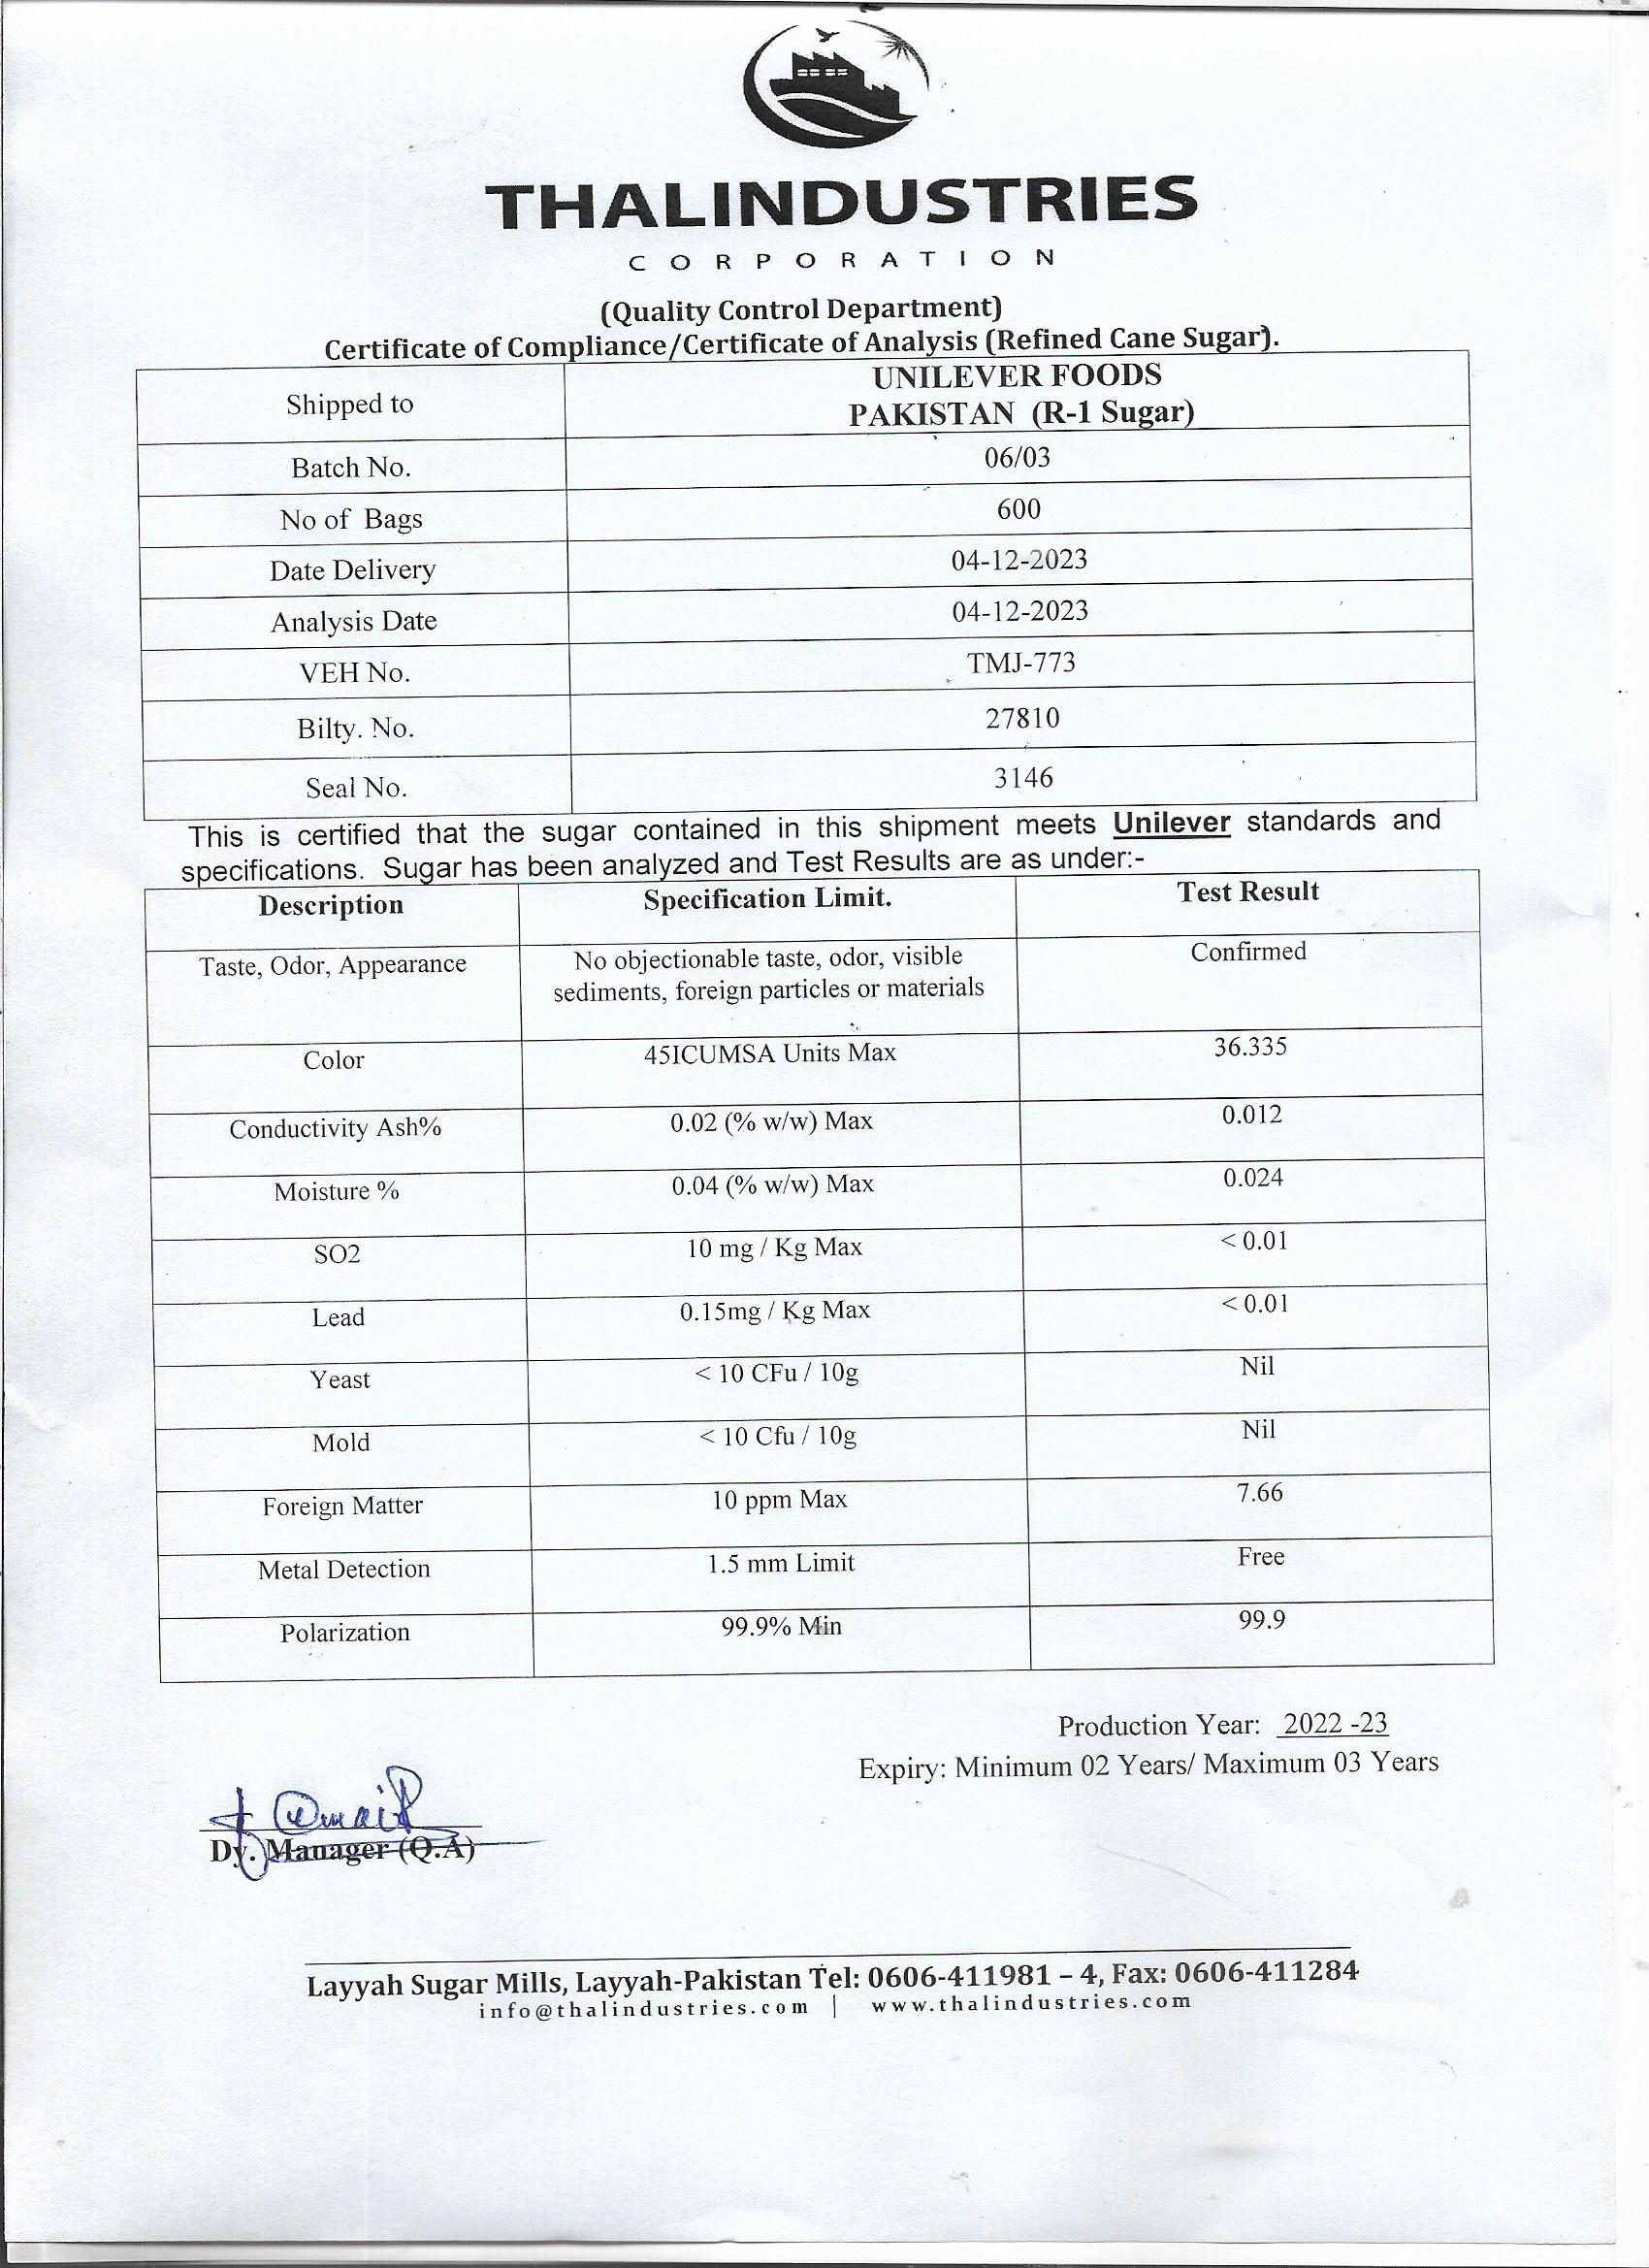 THALINDUSTRIES
CORPORATION
(Quality Control Department)
Certificate of Compliance/Certificate of Analysis (Refined Cane Sugar).
Shipped to UNILEVER FOODS
PAKISTAN (R-1 Sugar)
Batch No. 06/03
No of Bags 600
Date Delivery 04-12-2023
Analysis Date 04-12-2023
VEH No. TMJ-773
Bilty. No. 27810
Seal No. 3146
This is certified that the sugar contained in this shipment meets Unilever standards and
specifications. Sugar has been analyzed and Test Results are as under:-
Description Specification Limit. Test Result
Taste, Odor, Appearance No objectionable taste, odor, visible Confirmed
sediments, foreign particles or materials
Color 45ICUMSA Units Max 36.335
Conductivity Ash% 0.02 (% w/w) Max 0.012
Moisture % 0.04 (% w/w) Max 0.024
SO2 10 mg / Kg Max < 0.01
Lead 0.15mg / Kg Max < 0.01
Yeast < 10 CFu / 10g Nil
Mold < 10 Cfu / 10g Nil
Foreign Matter 10 ppm Max 7.66
Metal Detection 1.5 mm Limit Free
Polarization 99.9% Min 99.9
Production Year: 2022 -23
Expiry: Minimum 02 Years/ Maximum 03 Years
Dy. Manager (Q.A)
Layyah Sugar Mills, Layyah-Pakistan Tel: 0606-411981 – 4, Fax: 0606-411284
info@thalindustries.com | www.thalindustries.com